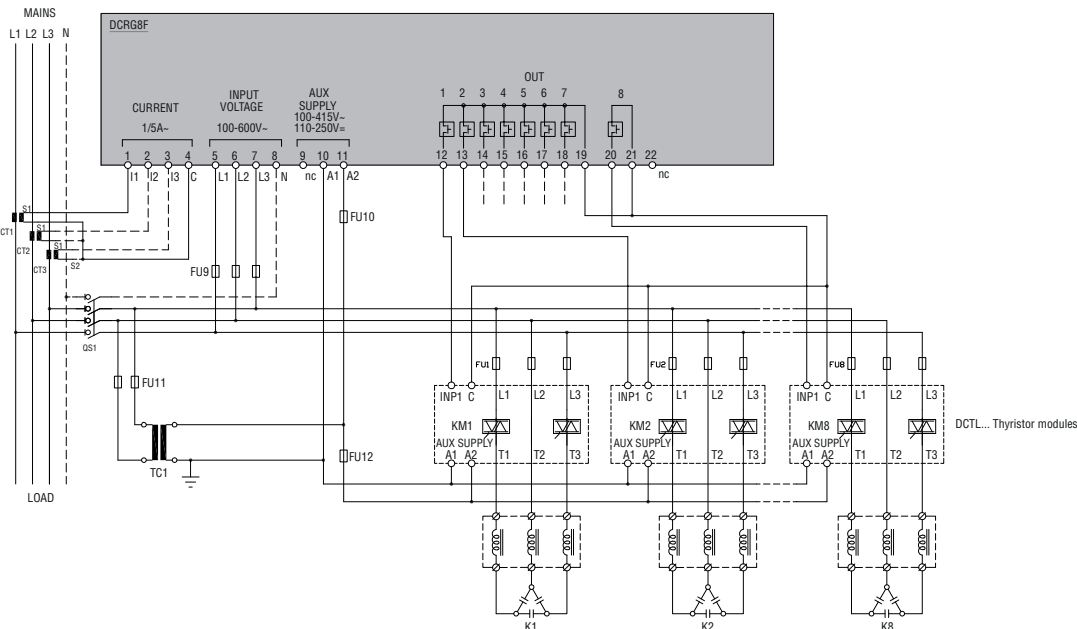 MAINS
L1 L2 L3 N
DCRG8F
CURRENT
1/5A~
INPUT
VOLTAGE
100-600V~
AUX
SUPPLY
100-415V~
110-250V=
OUT
1 2 3 4 5 6 7 8
1 2 3 4 5 6 7 8 9 10 11 12 13 14 15 16 17 18 19 20 21 22
I1 I2 I3 C L1 L2 L3 N nc A1 A2 nc
S1
CT1
S1
CT2
S1
CT3
S2
FU10
FU9
QS1
FU11
FU12
TC1
LOAD
FU1 FU2 FU8
INP1 C L1 L2 L3 INP1 C L1 L2 L3 INP1 C L1 L2 L3
KM1 KM2 KM8
DCTL... Thyristor modules
AUX SUPPLY AUX SUPPLY AUX SUPPLY
A1 A2 T1 T2 T3 A1 A2 T1 T2 T3 A1 A2 T1 T2 T3
K1 K2 K8